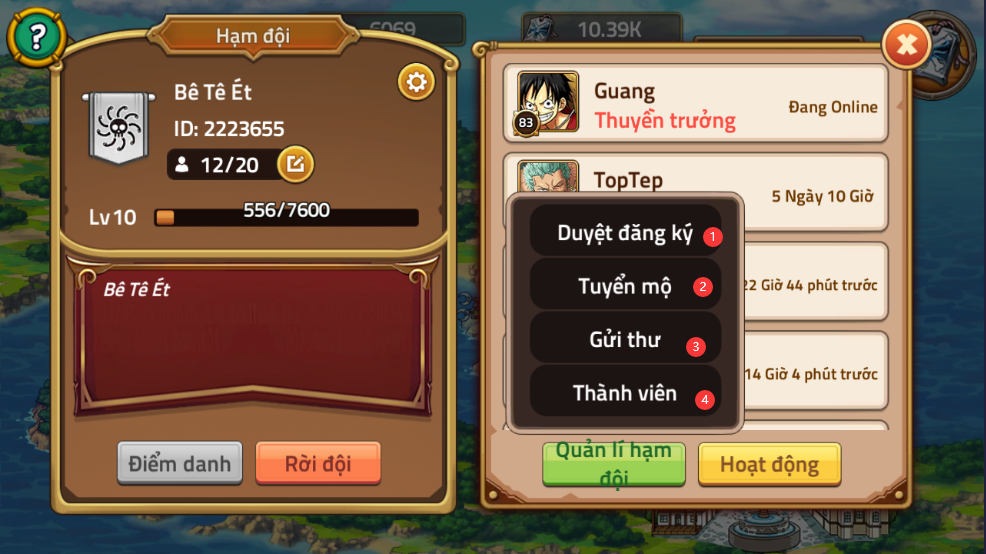 ?
Hạm đội
6069
10.39K
Bê Tê Ét
ID: 2223655
12/20
Lv10
556/7600
Bê Tê Ét
Điểm danh
Rời đội
83
Guang
Thuyền trưởng
Đang Online
TopTep
5 Ngày 10 Giờ
22 Giờ 44 phút trước
14 Giờ 4 phút trước
Duyệt đăng ký 1
Tuyển mộ 2
Gửi thư 3
Thành viên 4
Quản lí hạm
đội
Hoạt động